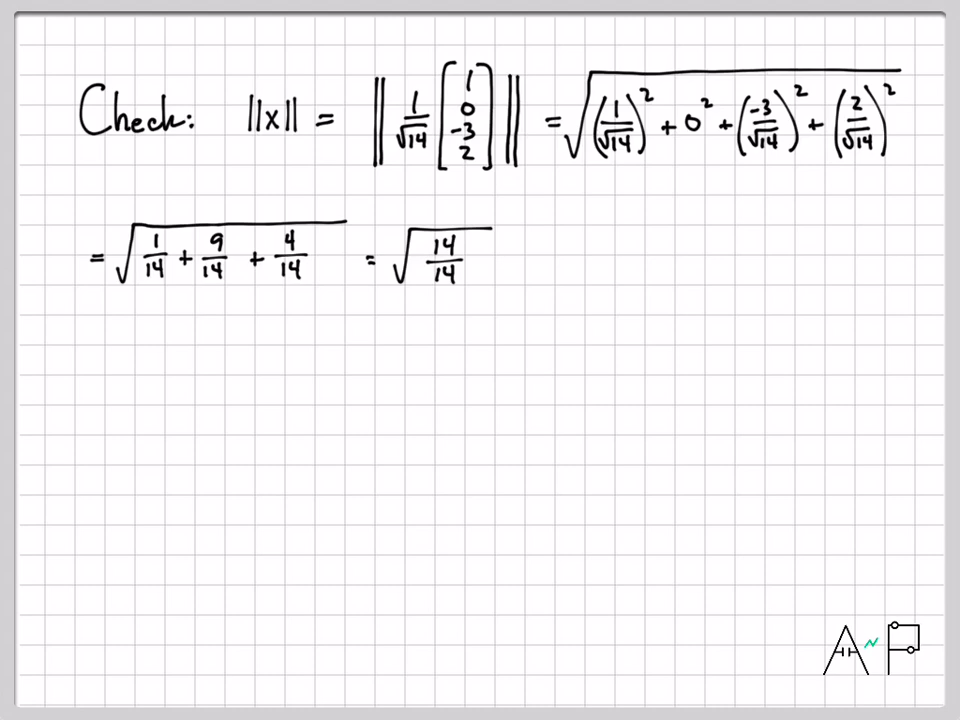 Check: ||x|| = || 1/√14 [1 0 -3 2] || = √((1/√14)² + 0² + (-3/√14)² + (2/√14)²)
= √(1/14 + 9/14 + 4/14) = √(14/14)
AP